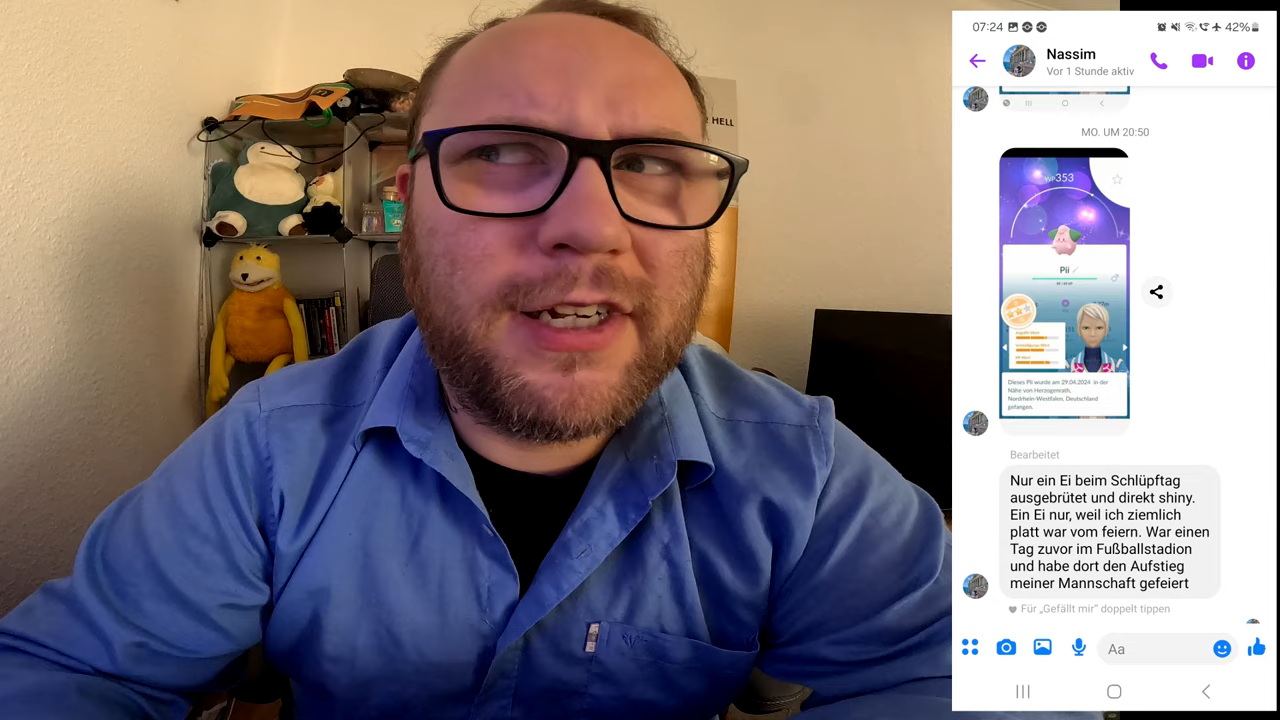 HELL
07:24
42%
Nassim
Vor 1 Stunde aktiv
MO. UM 20:50
WP353
Pii
Dieses Pii wurde am 29.04.2024 in der
Nähe von Herzogenrath,
Nordrhein-Westfalen, Deutschland
gefangen.
Bearbeitet
Nur ein Ei beim Schlüpftag
ausgebrütet und direkt shiny.
Ein Ei nur, weil ich ziemlich
platt war vom feiern. War einen
Tag zuvor im Fußballstadion
und habe dort den Aufstieg
meiner Mannschaft gefeiert
Für „Gefällt mir“ doppelt tippen
Aa